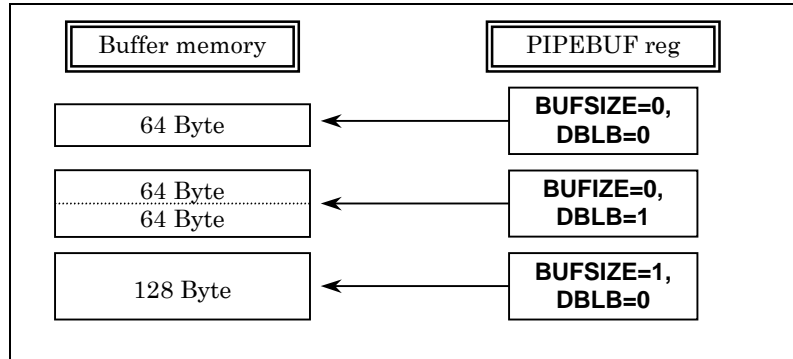 Buffer memory
PIPEBUF reg
64 Byte
BUFSIZE=0,
DBLB=0
64 Byte
64 Byte
BUFIZE=0,
DBLB=1
128 Byte
BUFSIZE=1,
DBLB=0